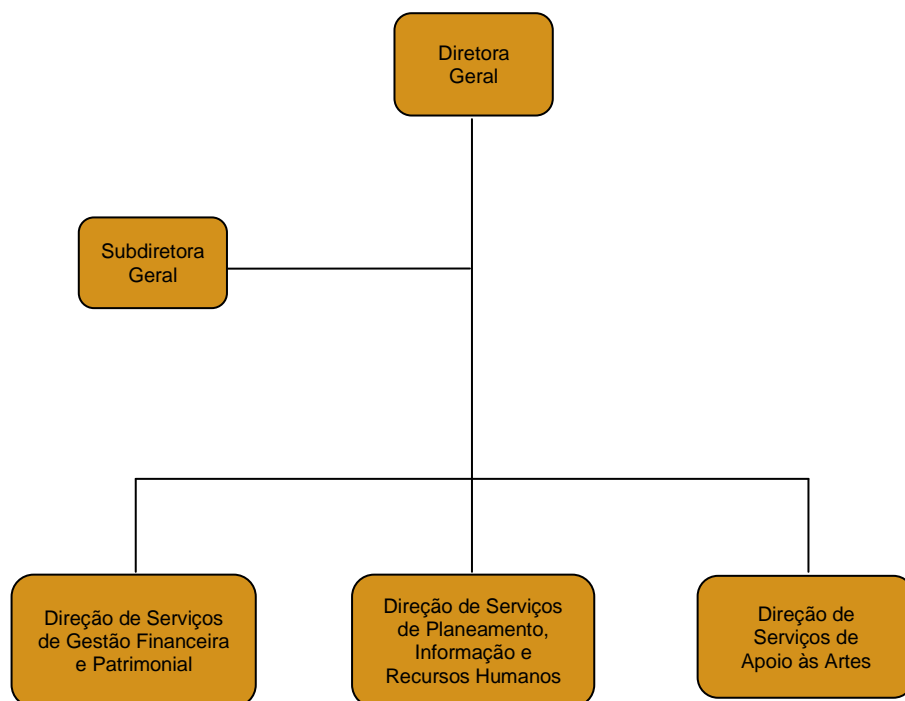 Diretora
Geral
Subdiretora
Geral
Direção de Serviços
de Gestão Financeira
e Patrimonial
Direção de Serviços
de Planeamento,
Informação e
Recursos Humanos
Direção de
Serviços de
Apoio às Artes